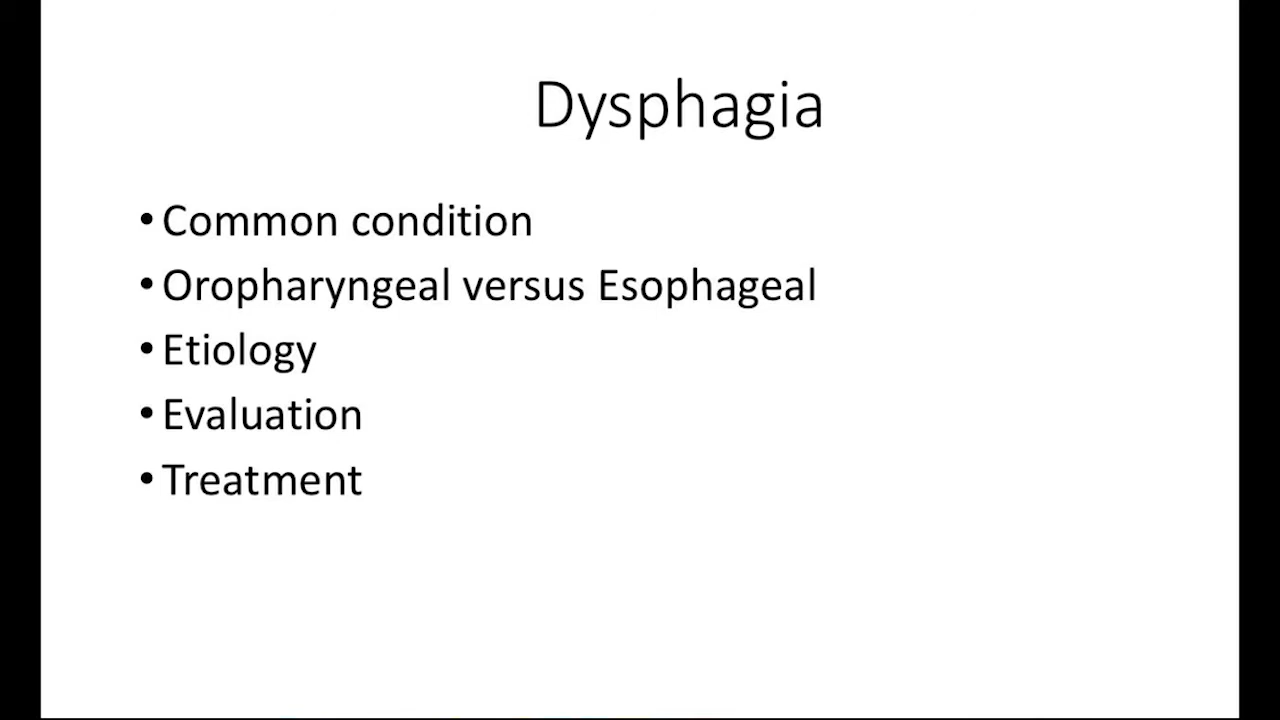 Dysphagia
• Common condition
• Oropharyngeal versus Esophageal
• Etiology
• Evaluation
• Treatment